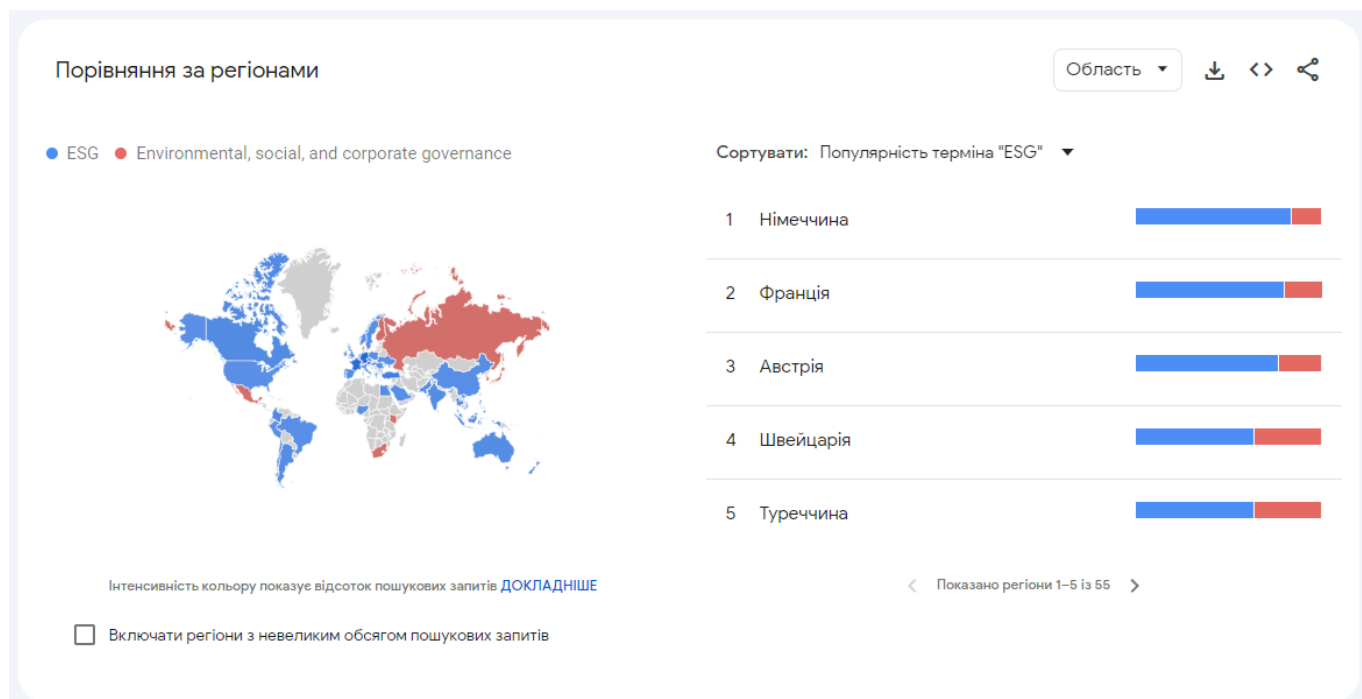 Порівняння за регіонами
Область
ESG
Environmental, social, and corporate governance
Сортувати: Популярність терміна "ESG"
1 Німеччина
2 Франція
3 Австрія
4 Швейцарія
5 Туреччина
Інтенсивність кольору показує відсоток пошукових запитів ДОКЛАДНІШЕ
Показано регіони 1–5 із 55
Включати регіони з невеликим обсягом пошукових запитів